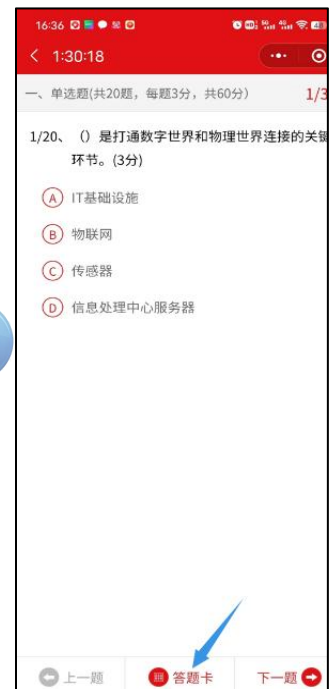 16:36
1:30:18
一、单选题(共20题，每题3分，共60分)
1/3
1/20、（）是打通数字世界和物理世界连接的关键
环节。(3分)
A IT基础设施
B 物联网
C 传感器
D 信息处理中心服务器
上一题 答题卡 下一题